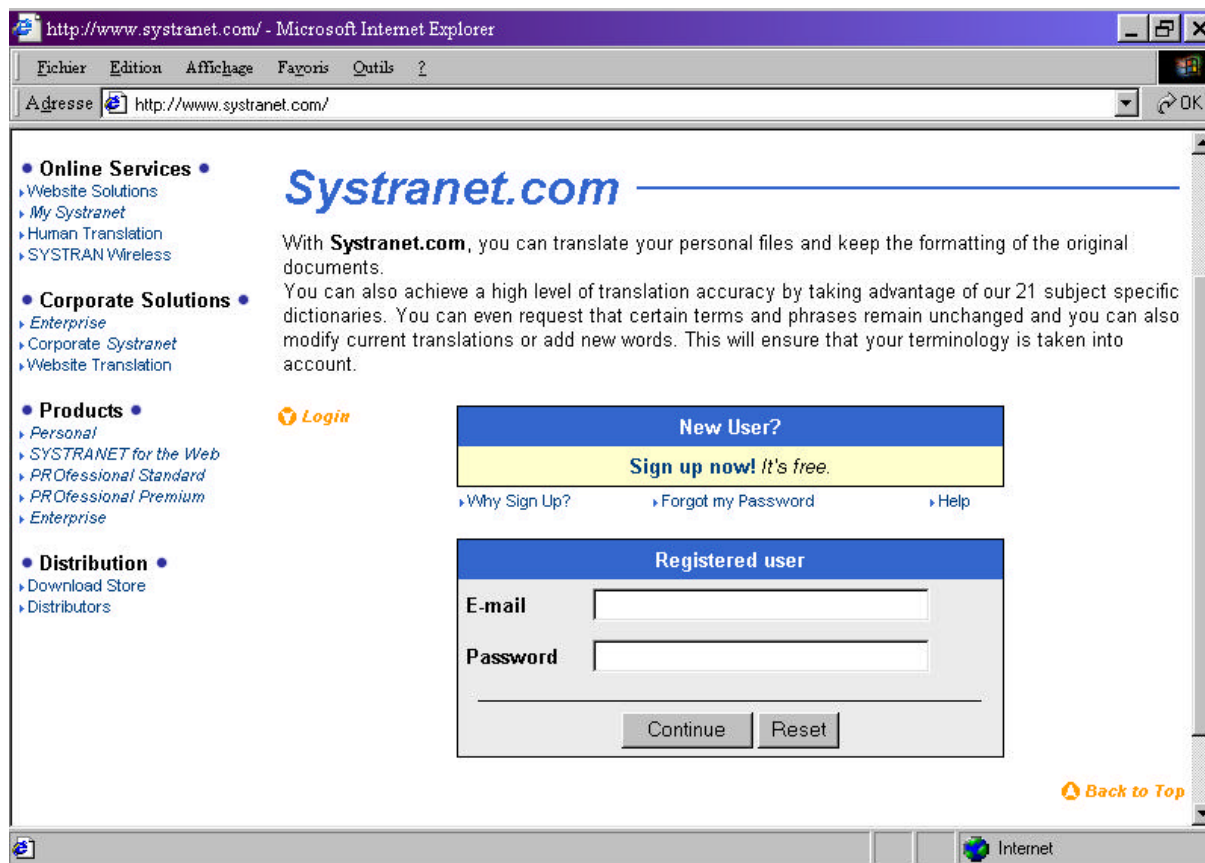 http://www.systranet.com/ - Microsoft Internet Explorer
Fichier Edition Affichage Favoris Outils ?
Adresse http://www.systranet.com/ OK
Online Services
Website Solutions
My Systranet
Human Translation
SYSTRAN Wireless
Corporate Solutions
Enterprise
Corporate Systranet
Website Translation
Products
Personal
SYSTRANET for the Web
PROfessional Standard
PROfessional Premium
Enterprise
Distribution
Download Store
Distributors
Systranet.com
With Systranet.com, you can translate your personal files and keep the formatting of the original
documents.
You can also achieve a high level of translation accuracy by taking advantage of our 21 subject specific
dictionaries. You can even request that certain terms and phrases remain unchanged and you can also
modify current translations or add new words. This will ensure that your terminology is taken into
account.
Login
New User?
Sign up now! It's free.
Why Sign Up? Forgot my Password Help
Registered user
E-mail
Password
Continue Reset
Back to Top
Internet